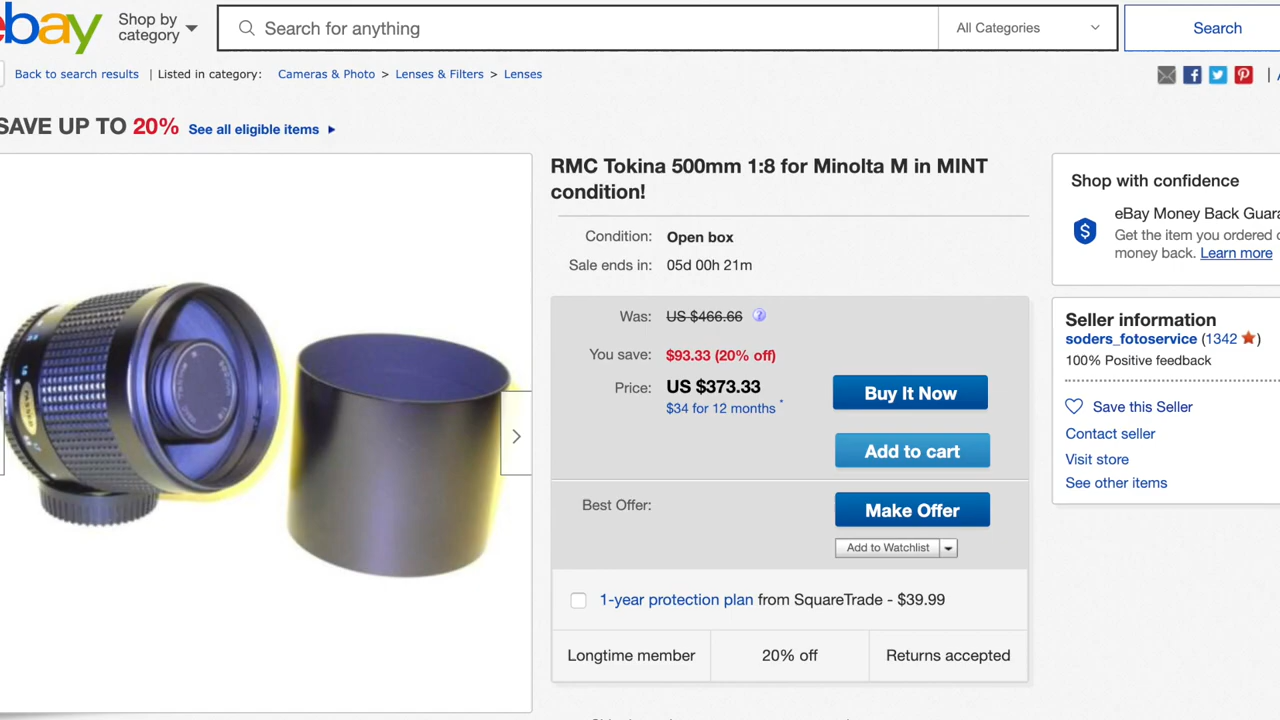 ebay
Shop by
category
Search for anything
All Categories
Search
Back to search results | Listed in category: Cameras & Photo > Lenses & Filters > Lenses
SAVE UP TO 20% See all eligible items
RMC Tokina 500mm 1:8 for Minolta M in MINT
condition!
Condition: Open box
Sale ends in: 05d 00h 21m
Was: US $466.66
You save: $93.33 (20% off)
Price: US $373.33
$34 for 12 months *
Buy It Now
Add to cart
Best Offer:
Make Offer
Add to Watchlist
1-year protection plan from SquareTrade - $39.99
Longtime member
20% off
Returns accepted
Shop with confidence
eBay Money Back Guara
Get the item you ordered
money back. Learn more
Seller information
soders_fotoservice (1342 )
100% Positive feedback
Save this Seller
Contact seller
Visit store
See other items